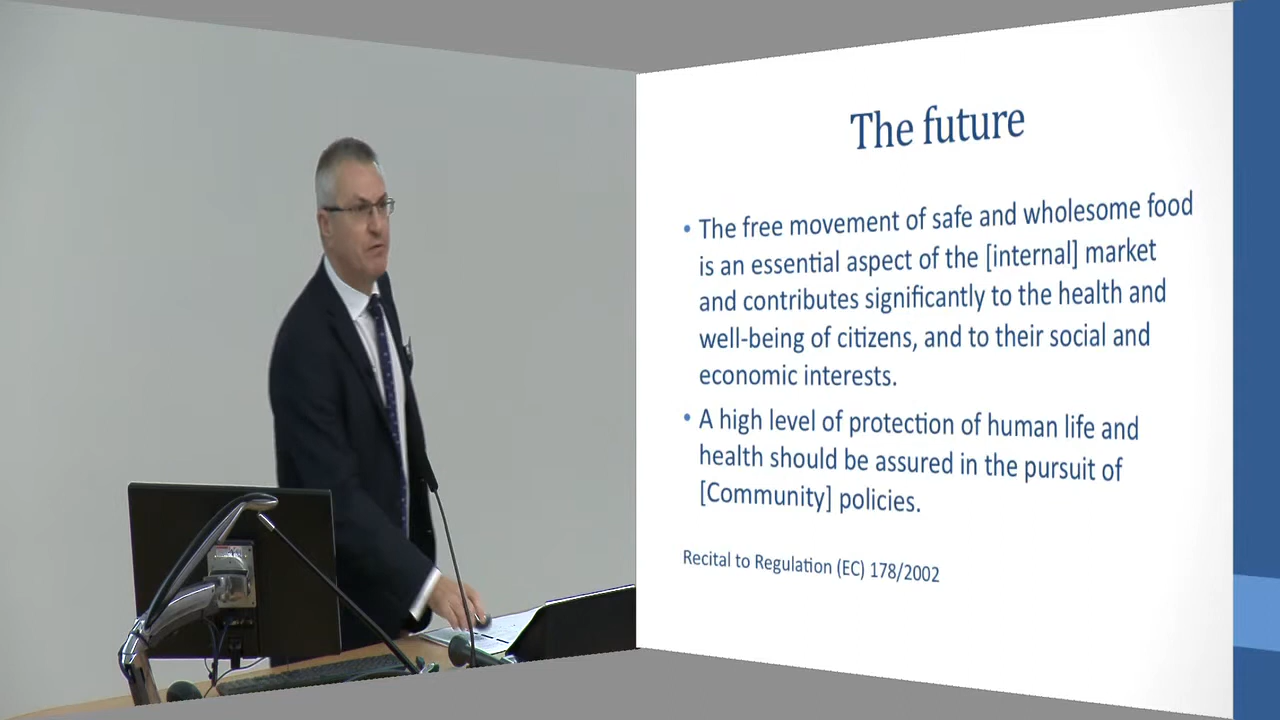 The future
• The free movement of safe and wholesome food
is an essential aspect of the [internal] market
and contributes significantly to the health and
well-being of citizens, and to their social and
economic interests.
• A high level of protection of human life and
health should be assured in the pursuit of
[Community] policies.
Recital to Regulation (EC) 178/2002